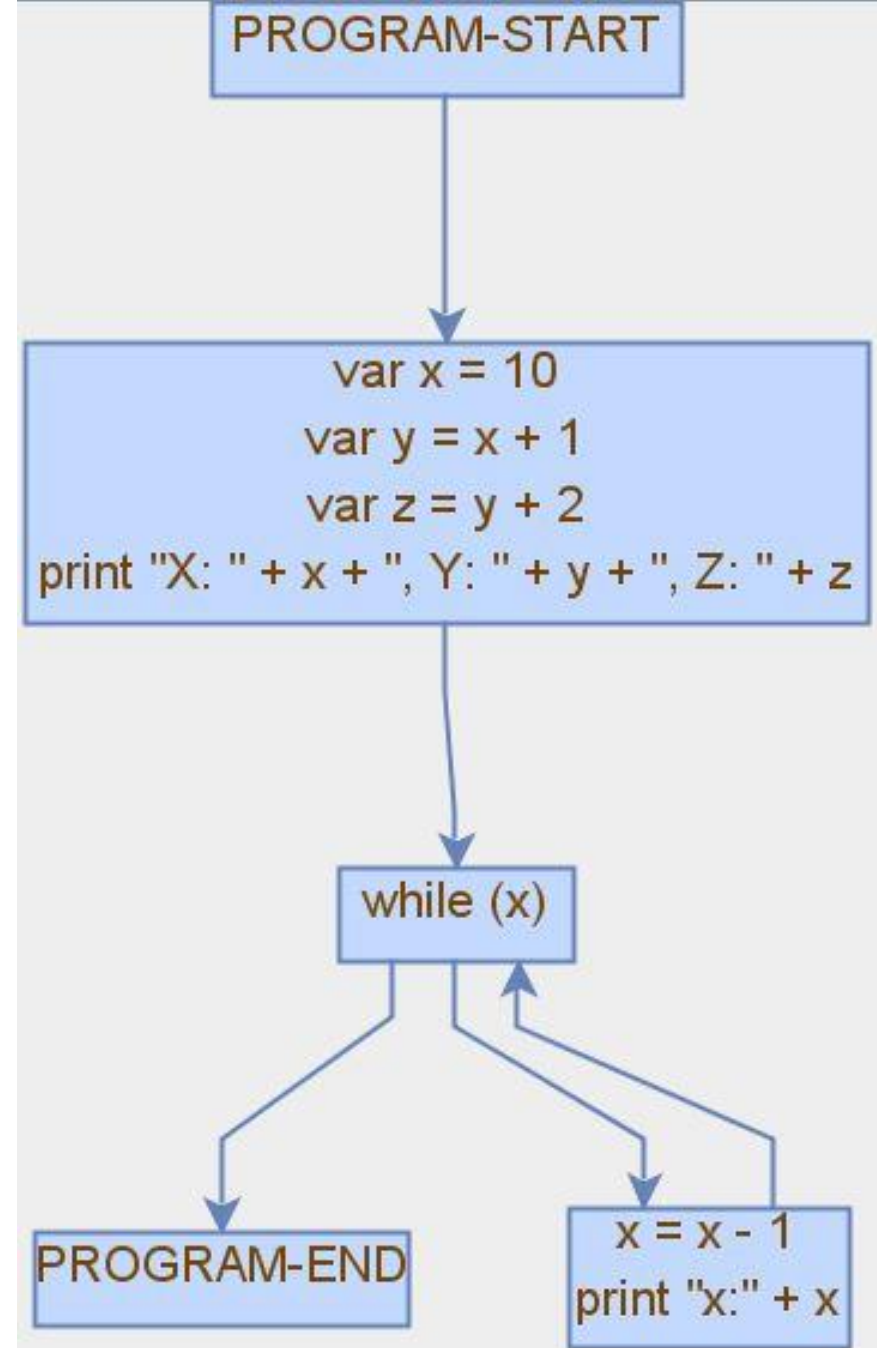 PROGRAM-START
var x = 10
var y = x + 1
var z = y + 2
print "X: " + x + ", Y: " + y + ", Z: " + z
while (x)
PROGRAM-END
x = x - 1
print "x:" + x